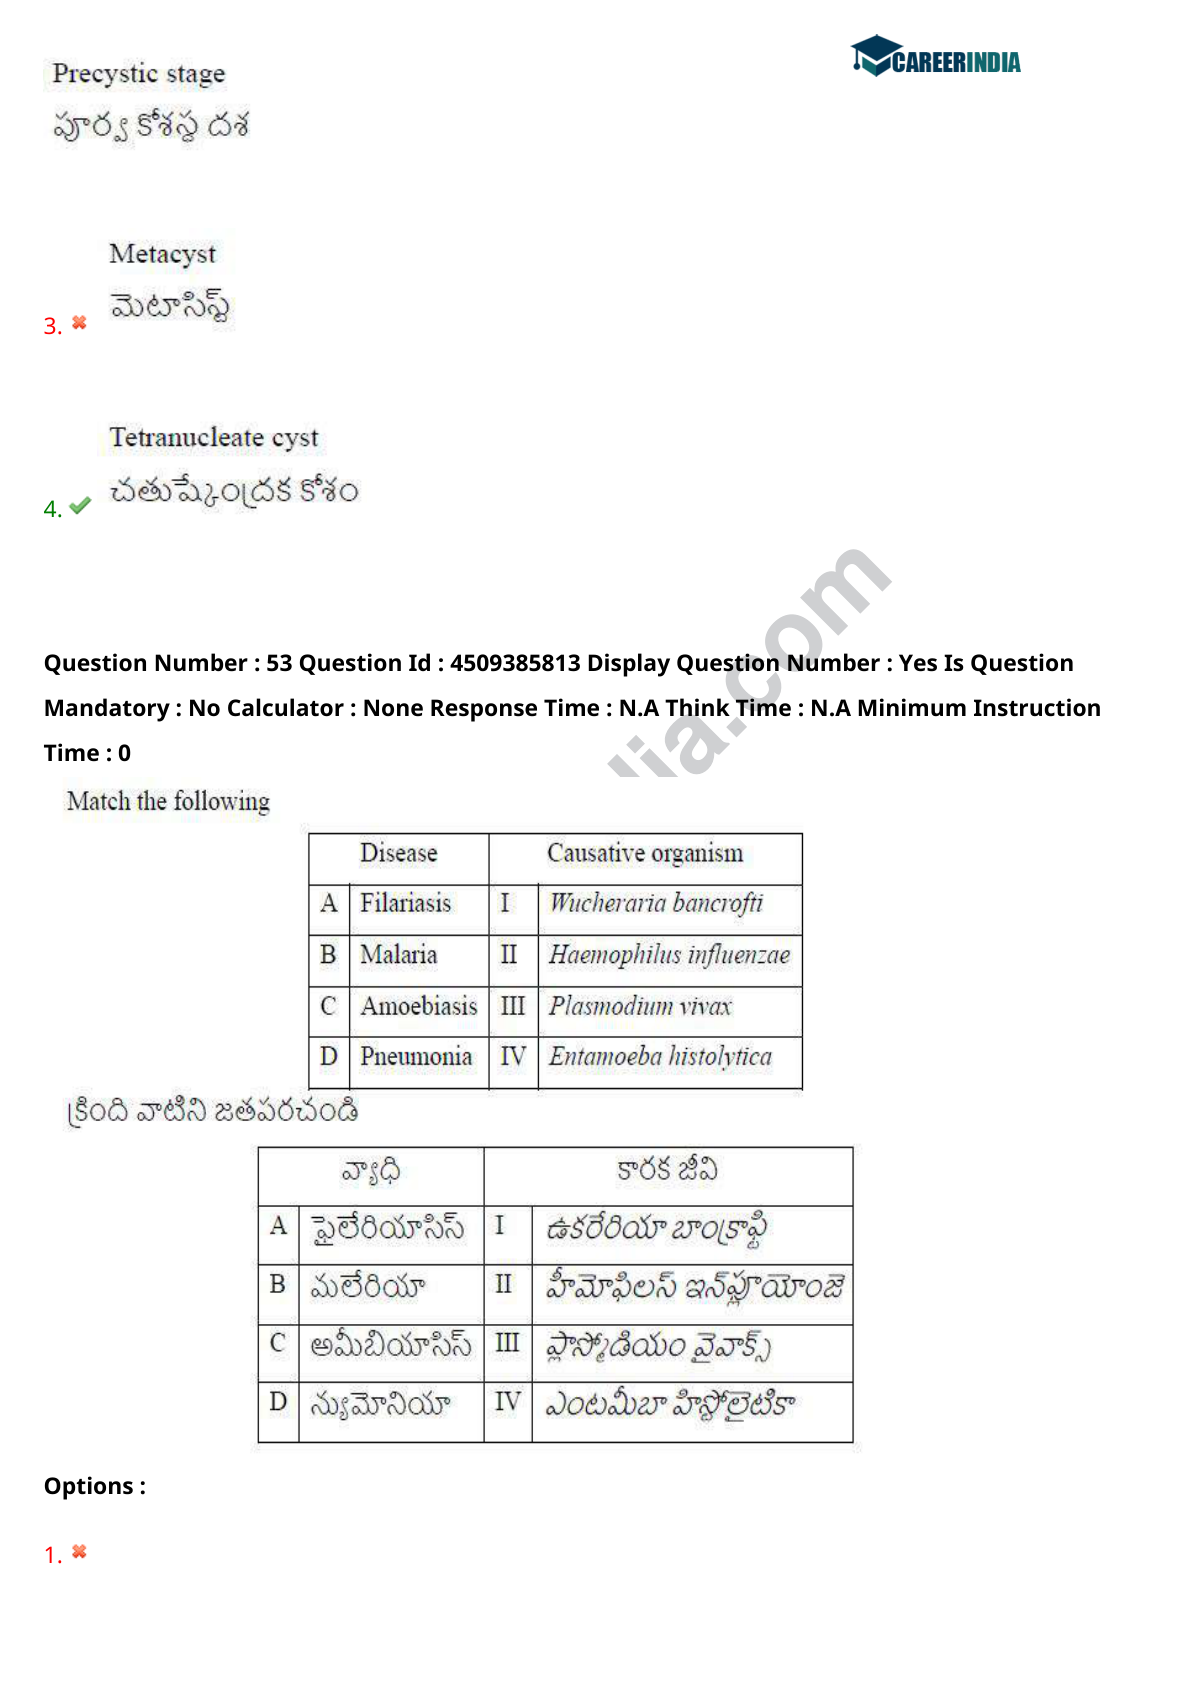 CAREERINDIA
Precystic stage
పూర్వ కోశస్థ దశ
Metacyst
మెటాసిస్ట్
3.
Tetranucleate cyst
చతుష్కేంద్రక కోశం
4.
dia.com
Question Number : 53 Question Id : 4509385813 Display Question Number : Yes Is Question
Mandatory : No Calculator : None Response Time : N.A Think Time : N.A Minimum Instruction
Time : 0
Match the following
Disease Causative organism
A Filariasis I Wucheraria bancrofti
B Malaria II Haemophilus influenzae
C Amoebiasis III Plasmodium vivax
D Pneumonia IV Entamoeba histolytica
క్రింది వాటిని జతపరచండి
వ్యాధి కారక జీవి
A ఫైలేరియాసిస్ I ఉకరేరియా బాంక్రాఫ్టి
B మలేరియా II హీమోఫిలస్ ఇన్‌ఫ్లూయెంజె
C అమీబియాసిస్ III ప్లాస్మోడియం వైవాక్స్
D న్యుమోనియా IV ఎంటమీబా హిస్టోలైటికా
Options :
1.